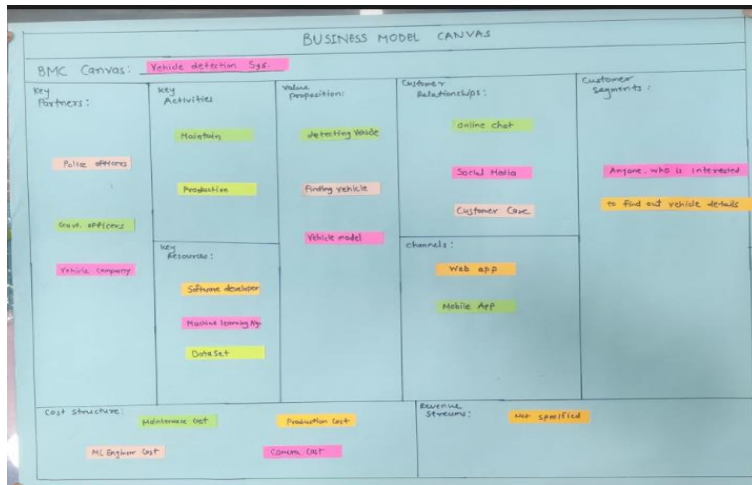 BUSINESS MODEL CANVAS
BMC Canvas: Vehicle detection Sys.
Key
Partners:
Police officers
Govt. officers
Vehicle Company
Key
Activities
Maintain
Production
Key
Resources:
Software developer
Machine learning
DataSet
Value
Proposition:
detecting Vehicle
Finding vehicle
Vehicle model
Customer
Relationships:
Online chat
Social Media
Customer Care
channels:
Web app
Mobile App
Customer
Segments:
Anyone who is interested
to find out vehicle details
Cost structure:
Maintenance Cost
Production Cost
ML Engineer Cost
Camera Cost
Revenue
Streams:
Not specified